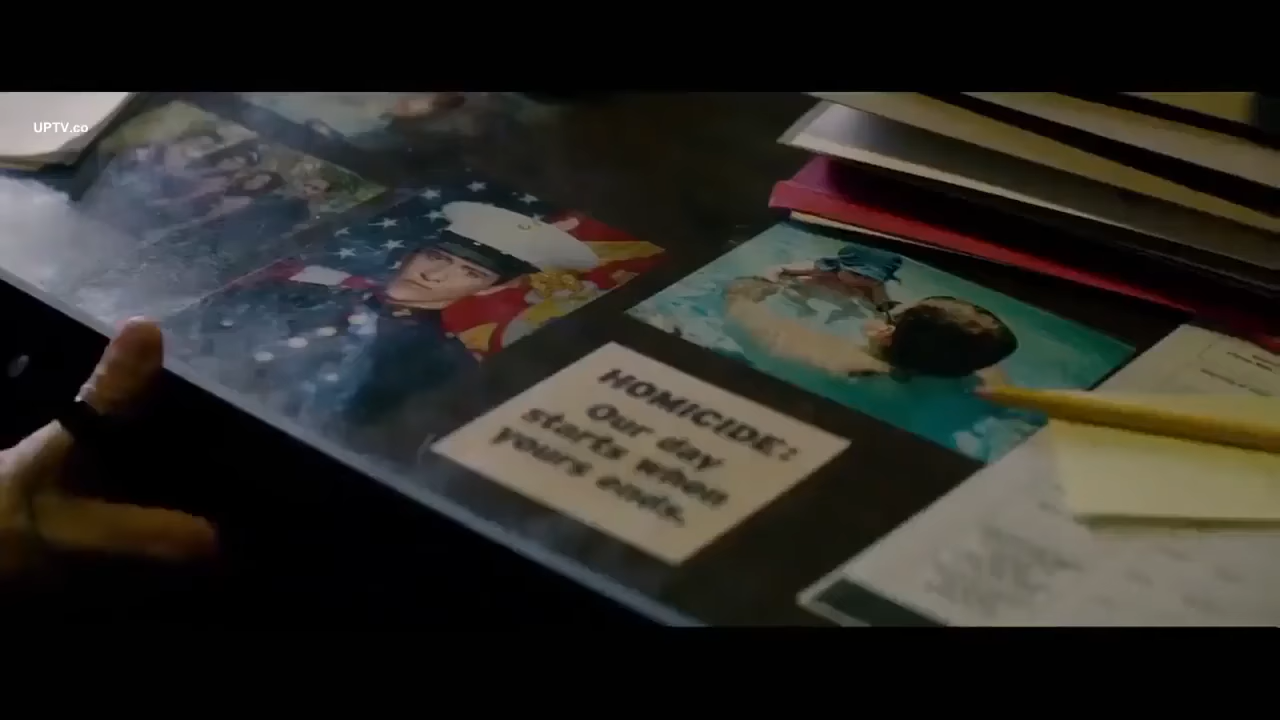 UPTV.co
HOMICIDE:
Our day
starts when
yours ends.